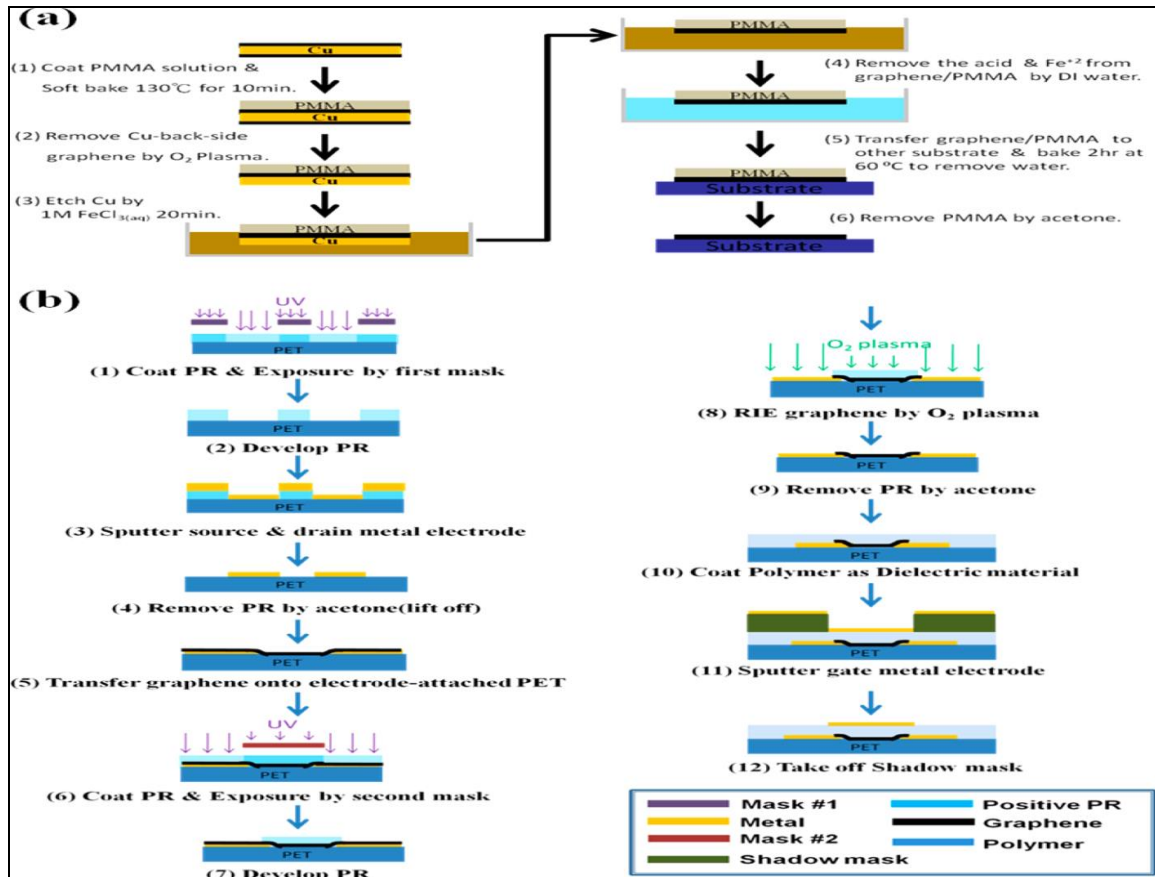 (a)
Cu
(1) Coat PMMA solution &
Soft bake 130℃ for 10min.
PMMA
Cu
(2) Remove Cu-back-side
graphene by O₂ Plasma.
PMMA
Cu
(3) Etch Cu by
1M FeCl₃₍ₐq₎ 20min.
PMMA
Cu
PMMA
(4) Remove the acid & Fe⁺² from
graphene/PMMA by DI water.
PMMA
(5) Transfer graphene/PMMA to
other substrate & bake 2hr at
60 ºC to remove water.
PMMA
Substrate
(6) Remove PMMA by acetone.
Substrate
(b)
UV
PET
(1) Coat PR & Exposure by first mask
PET
(2) Develop PR
PET
(3) Sputter source & drain metal electrode
PET
(4) Remove PR by acetone(lift off)
PET
(5) Transfer graphene onto electrode-attached PET
UV
PET
(6) Coat PR & Exposure by second mask
PET
(7) Develop PR
O₂ plasma
PET
(8) RIE graphene by O₂ plasma
PET
(9) Remove PR by acetone
PET
(10) Coat Polymer as Dielectric material
PET
(11) Sputter gate metal electrode
PET
(12) Take off Shadow mask
Mask #1
Metal
Mask #2
Shadow mask
Positive PR
Graphene
Polymer